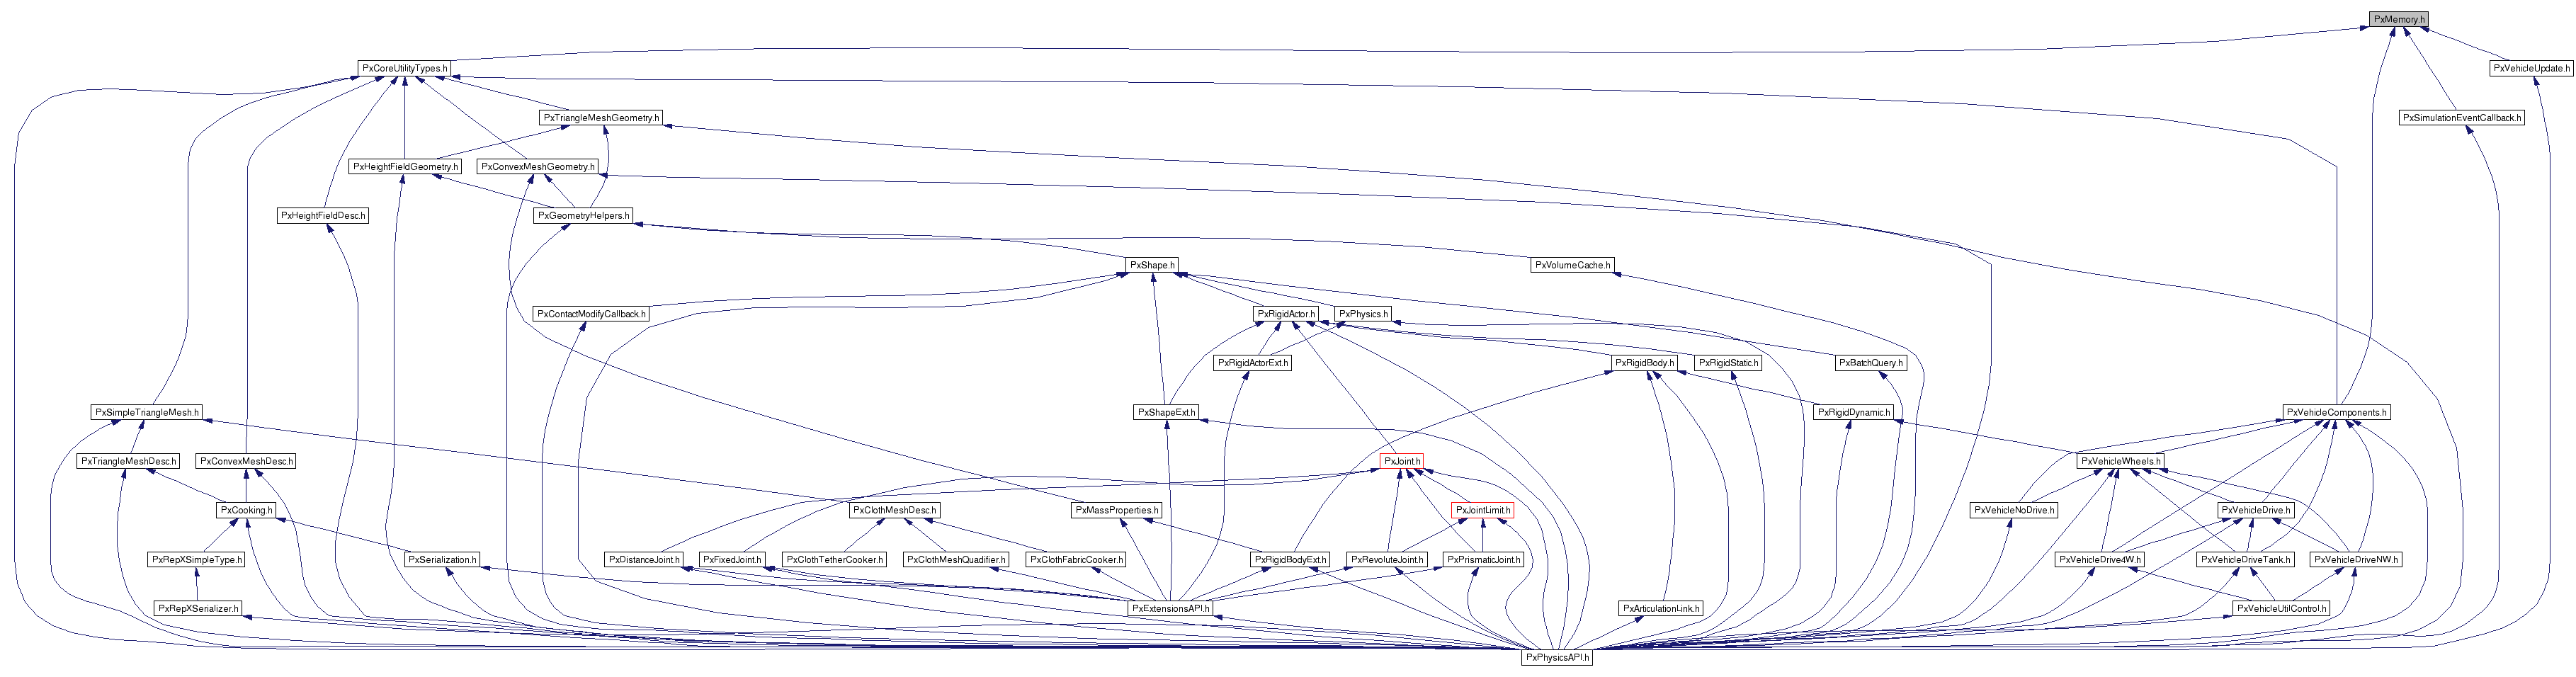 PxMemory.h
PxCoreUtilityTypes.h
PxVehicleUpdate.h
PxTriangleMeshGeometry.h
PxSimulationEventCallback.h
PxHeightFieldGeometry.h
PxConvexMeshGeometry.h
PxHeightFieldDesc.h
PxGeometryHelpers.h
PxShape.h
PxVolumeCache.h
PxContactModifyCallback.h
PxRigidActor.h
PxPhysics.h
PxRigidActorExt.h
PxRigidBody.h
PxRigidStatic.h
PxBatchQuery.h
PxSimpleTriangleMesh.h
PxShapeExt.h
PxRigidDynamic.h
PxVehicleComponents.h
PxTriangleMeshDesc.h
PxConvexMeshDesc.h
PxJoint.h
PxVehicleWheels.h
PxCooking.h
PxClothMeshDesc.h
PxMassProperties.h
PxJointLimit.h
PxVehicleNoDrive.h
PxVehicleDrive.h
PxRepXSimpleType.h
PxSerialization.h
PxDistanceJoint.h
PxFixedJoint.h
PxClothTetherCooker.h
PxClothMeshQuadifier.h
PxClothFabricCooker.h
PxRigidBodyExt.h
PxRevoluteJoint.h
PxPrismaticJoint.h
PxVehicleDrive4W.h
PxVehicleDriveTank.h
PxVehicleDriveNW.h
PxRepXSerializer.h
PxExtensionsAPI.h
PxArticulationLink.h
PxVehicleUtilControl.h
PxPhysicsAPI.h